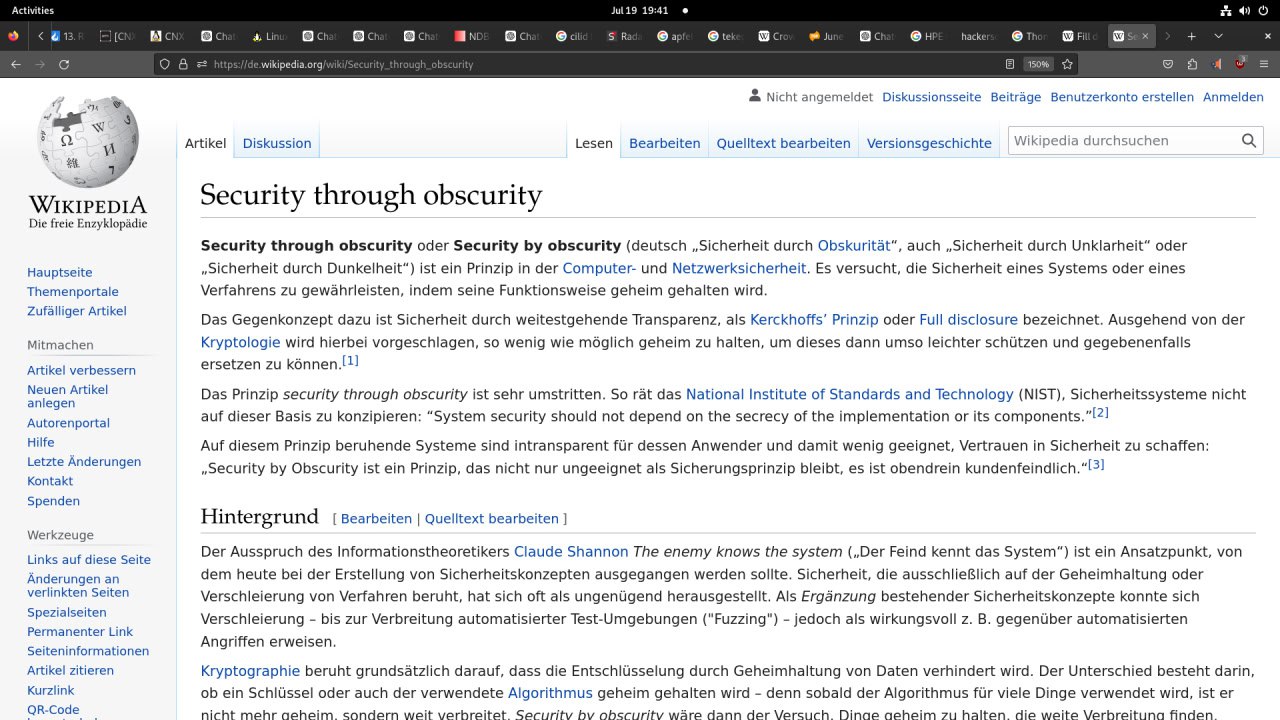 Activities
Jul 19 19:41
13. R
[CNX
CNX
Chat
Linux
Chat
Chat
Chat
NDB
Chat
cilid
Rada
apfel
tekel
Crow
June
Chat
HPE
hackers
Thor
Fill d
Sec
https://de.wikipedia.org/wiki/Security_through_obscurity
150%
3
Nicht angemeldet Diskussionsseite Beiträge Benutzerkonto erstellen Anmelden
Artikel Diskussion Lesen Bearbeiten Quelltext bearbeiten Versionsgeschichte Wikipedia durchsuchen
WIKIPEDIA
Die freie Enzyklopädie
Hauptseite
Themenportale
Zufälliger Artikel
Mitmachen
Artikel verbessern
Neuen Artikel
anlegen
Autorenportal
Hilfe
Letzte Änderungen
Kontakt
Spenden
Werkzeuge
Links auf diese Seite
Änderungen an
verlinkten Seiten
Spezialseiten
Permanenter Link
Seiteninformationen
Artikel zitieren
Kurzlink
QR-Code
Security through obscurity
Security through obscurity oder Security by obscurity (deutsch „Sicherheit durch Obskurität“, auch „Sicherheit durch Unklarheit“ oder
„Sicherheit durch Dunkelheit“) ist ein Prinzip in der Computer- und Netzwerksicherheit. Es versucht, die Sicherheit eines Systems oder eines
Verfahrens zu gewährleisten, indem seine Funktionsweise geheim gehalten wird.
Das Gegenkonzept dazu ist Sicherheit durch weitestgehende Transparenz, als Kerckhoffs’ Prinzip oder Full disclosure bezeichnet. Ausgehend von der
Kryptologie wird hierbei vorgeschlagen, so wenig wie möglich geheim zu halten, um dieses dann umso leichter schützen und gegebenenfalls
ersetzen zu können.[1]
Das Prinzip security through obscurity ist sehr umstritten. So rät das National Institute of Standards and Technology (NIST), Sicherheitssysteme nicht
auf dieser Basis zu konzipieren: “System security should not depend on the secrecy of the implementation or its components.”[2]
Auf diesem Prinzip beruhende Systeme sind intransparent für dessen Anwender und damit wenig geeignet, Vertrauen in Sicherheit zu schaffen:
„Security by Obscurity ist ein Prinzip, das nicht nur ungeeignet als Sicherungsprinzip bleibt, es ist obendrein kundenfeindlich.“[3]
Hintergrund [ Bearbeiten | Quelltext bearbeiten ]
Der Ausspruch des Informationstheoretikers Claude Shannon The enemy knows the system („Der Feind kennt das System“) ist ein Ansatzpunkt, von
dem heute bei der Erstellung von Sicherheitskonzepten ausgegangen werden sollte. Sicherheit, die ausschließlich auf der Geheimhaltung oder
Verschleierung von Verfahren beruht, hat sich oft als ungenügend herausgestellt. Als Ergänzung bestehender Sicherheitskonzepte konnte sich
Verschleierung – bis zur Verbreitung automatisierter Test-Umgebungen ("Fuzzing") – jedoch als wirkungsvoll z. B. gegenüber automatisierten
Angriffen erweisen.
Kryptographie beruht grundsätzlich darauf, dass die Entschlüsselung durch Geheimhaltung von Daten verhindert wird. Der Unterschied besteht darin,
ob ein Schlüssel oder auch der verwendete Algorithmus geheim gehalten wird – denn sobald der Algorithmus für viele Dinge verwendet wird, ist er
nicht mehr geheim, sondern weit verbreitet. Security by obscurity wäre dann der Versuch, Dinge geheim zu halten, die weite Verbreitung finden.